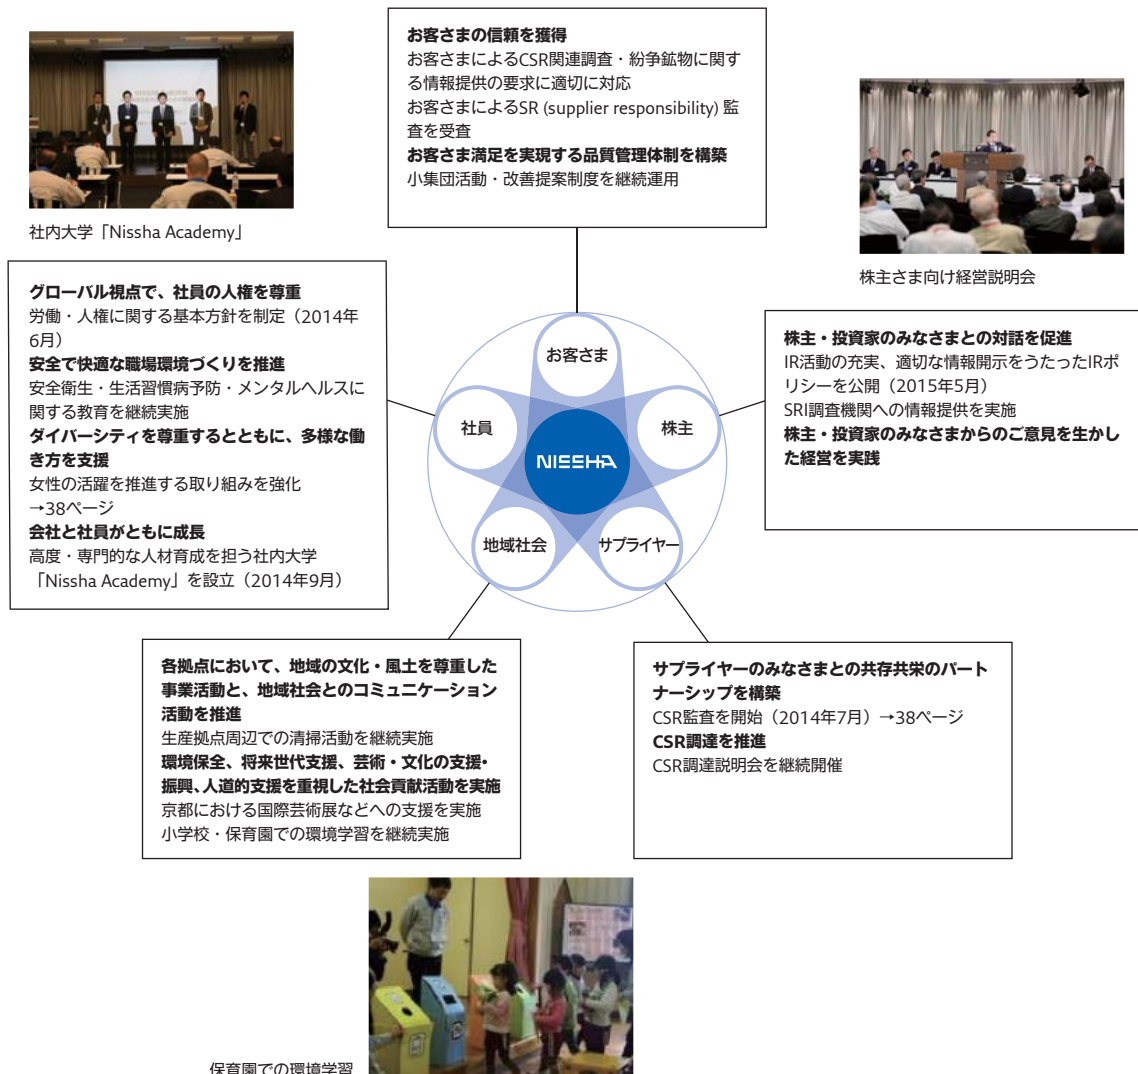 お客さまの信頼を獲得
お客さまによるCSR関連調査・紛争鉱物に関す
る情報提供の要求に適切に対応
お客さまによるSR (supplier responsibility) 監
査を受査
お客さま満足を実現する品質管理体制を構築
小集団活動・改善提案制度を継続運用
社内大学「Nissha Academy」
株主さま向け経営説明会
グローバル視点で、社員の人権を尊重
労働・人権に関する基本方針を制定（2014年
6月）
安全で快適な職場環境づくりを推進
安全衛生・生活習慣病予防・メンタルヘルスに
関する教育を継続実施
ダイバーシティを尊重するとともに、多様な働
き方を支援
女性の活躍を推進する取り組みを強化
→38ページ
会社と社員がともに成長
高度・専門的な人材育成を担う社内大学
「Nissha Academy」を設立（2014年9月）
お客さま
社員
株主
NISSHA
地域社会
サプライヤー
株主・投資家のみなさまとの対話を促進
IR活動の充実、適切な情報開示をうたったIRポ
リシーを公開（2015年5月）
SRI調査機関への情報提供を実施
株主・投資家のみなさまからのご意見を生かし
た経営を実践
各拠点において、地域の文化・風土を尊重した
事業活動と、地域社会とのコミュニケーション
活動を推進
生産拠点周辺での清掃活動を継続実施
環境保全、将来世代支援、芸術・文化の支援・
振興、人道的支援を重視した社会貢献活動を実施
京都における国際芸術展などへの支援を実施
小学校・保育園での環境学習を継続実施
サプライヤーのみなさまとの共存共栄のパート
ナーシップを構築
CSR監査を開始（2014年7月）→38ページ
CSR調達を推進
CSR調達説明会を継続開催
保育園での環境学習